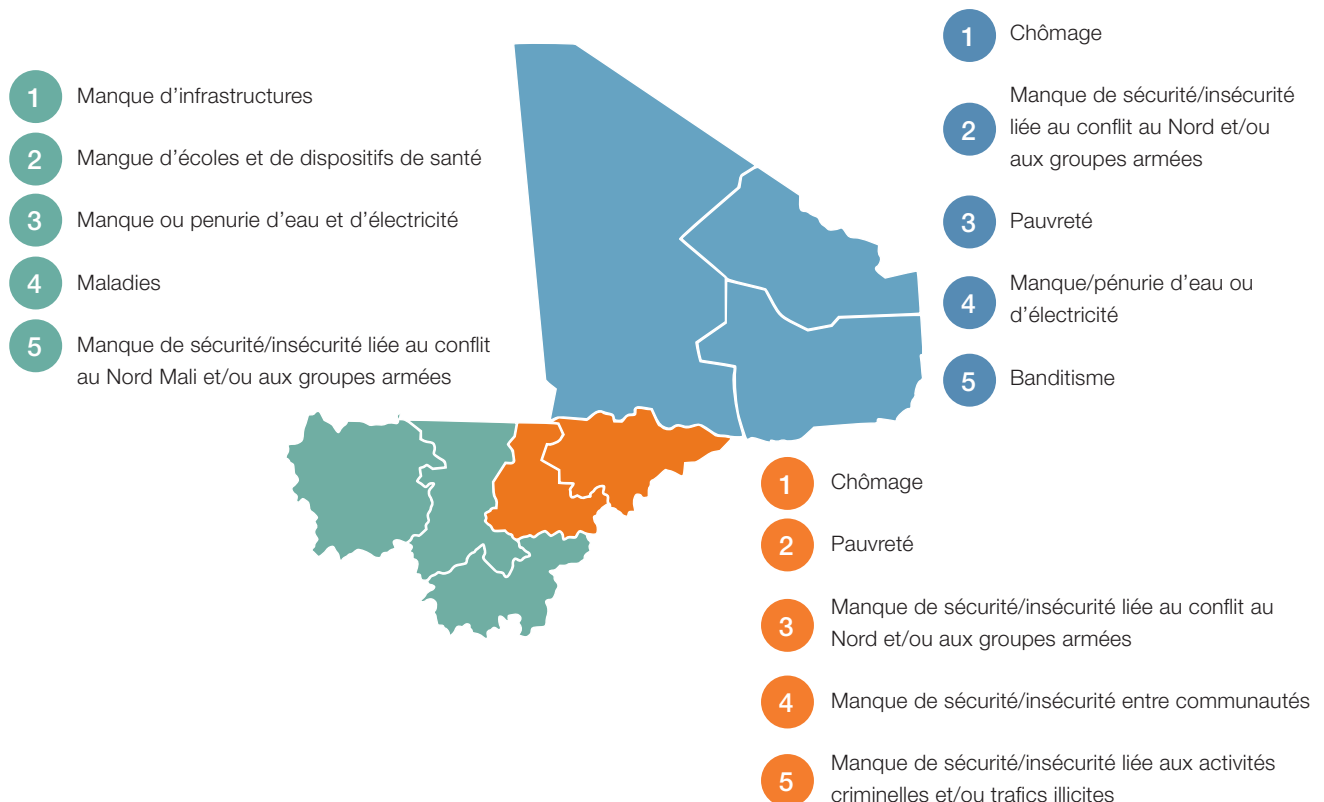 1
Manque d'infrastructures
2
Mangue d'écoles et de dispositifs de santé
3
Manque ou penurie d'eau et d'électricité
4
Maladies
5
Manque de sécurité/insécurité liée au conflit
au Nord Mali et/ou aux groupes armées
1
Chômage
2
Manque de sécurité/insécurité
liée au conflit au Nord et/ou
aux groupes armées
3
Pauvreté
4
Manque/pénurie d'eau ou
d'électricité
5
Banditisme
1
Chômage
2
Pauvreté
3
Manque de sécurité/insécurité liée au conflit au
Nord et/ou aux groupes armées
4
Manque de sécurité/insécurité entre communautés
5
Manque de sécurité/insécurité liée aux activités
criminelles et/ou trafics illicites